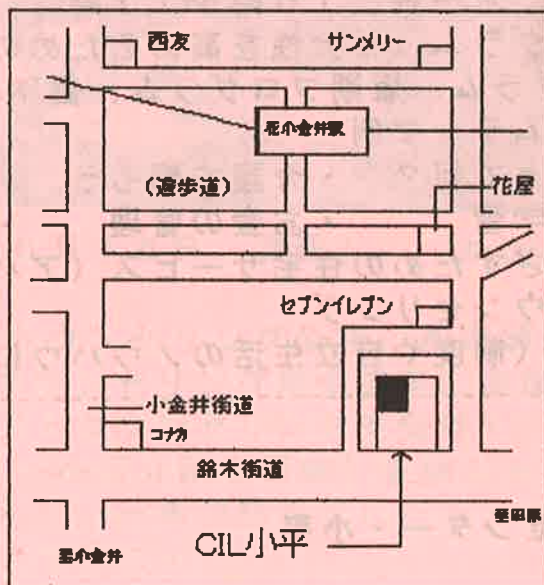 西友
サンメリー
花小金井駅
(遊歩道)
花屋
セブンイレブン
小金井街道
コナカ
鈴木街道
至田無
至小金井
CIL小平